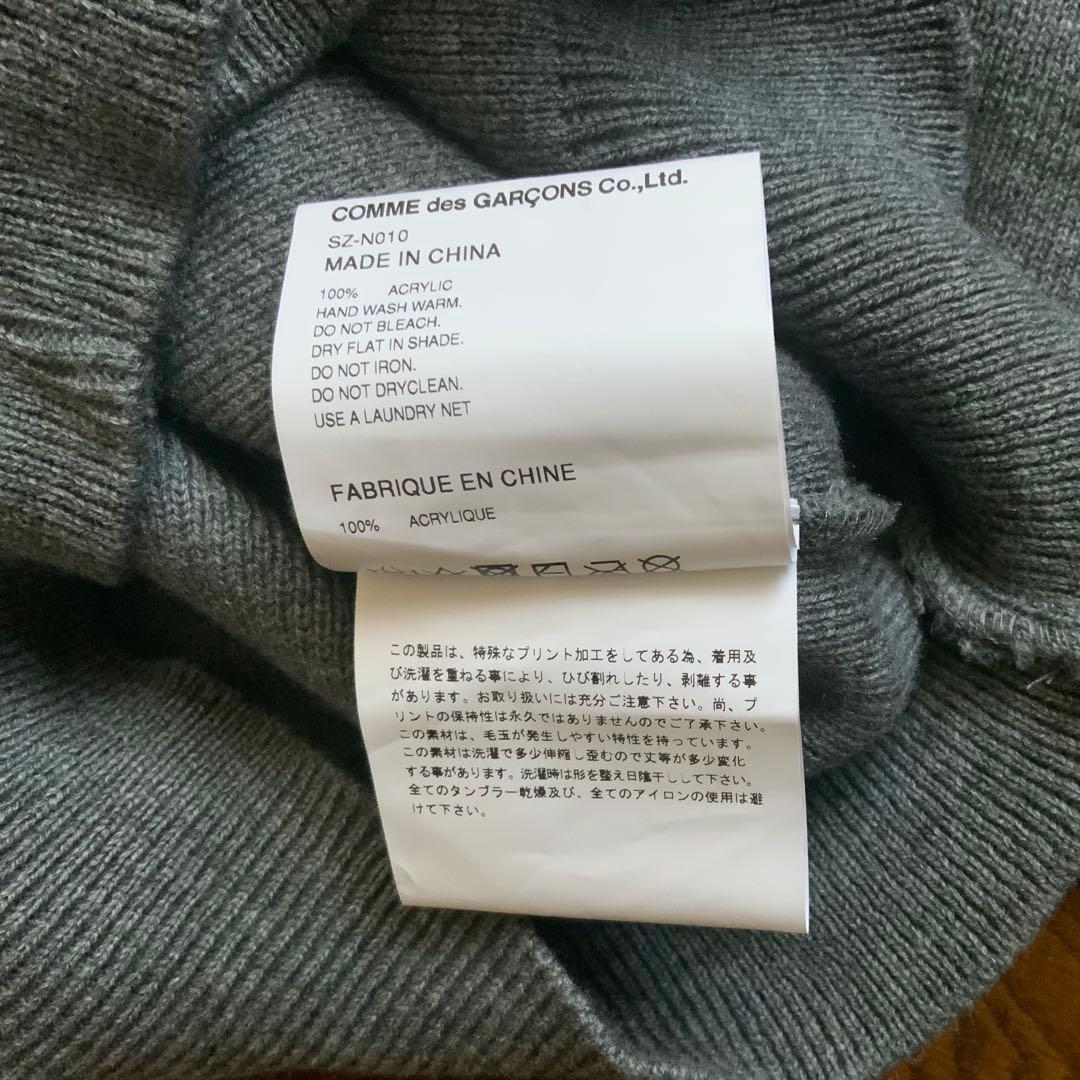 COMME des GARÇONS Co.,Ltd.
SZ-N010
MADE IN CHINA
100% ACRYLIC
HAND WASH WARM.
DO NOT BLEACH.
DRY FLAT IN SHADE.
DO NOT IRON.
DO NOT DRYCLEAN.
USE A LAUNDRY NET
FABRIQUE EN CHINE
100% ACRYLIQUE
この製品は、特殊なプリント加工をしてある為、着用及
び洗濯を重ねる事により、ひび割れしたり、剥離する事
があります。お取り扱いには充分ご注意下さい。尚、プ
リントの保持性は永久ではありませんのでご了承下さい。
この素材は、毛玉が発生しやすい特性を持っています。
この素材は洗濯で多少伸縮し歪むので丈等が多少変化
する事があります。洗濯時は形を整え日陰干しして下さい。
全てのタンブラー乾燥及び、全てのアイロンの使用は避
けて下さい。